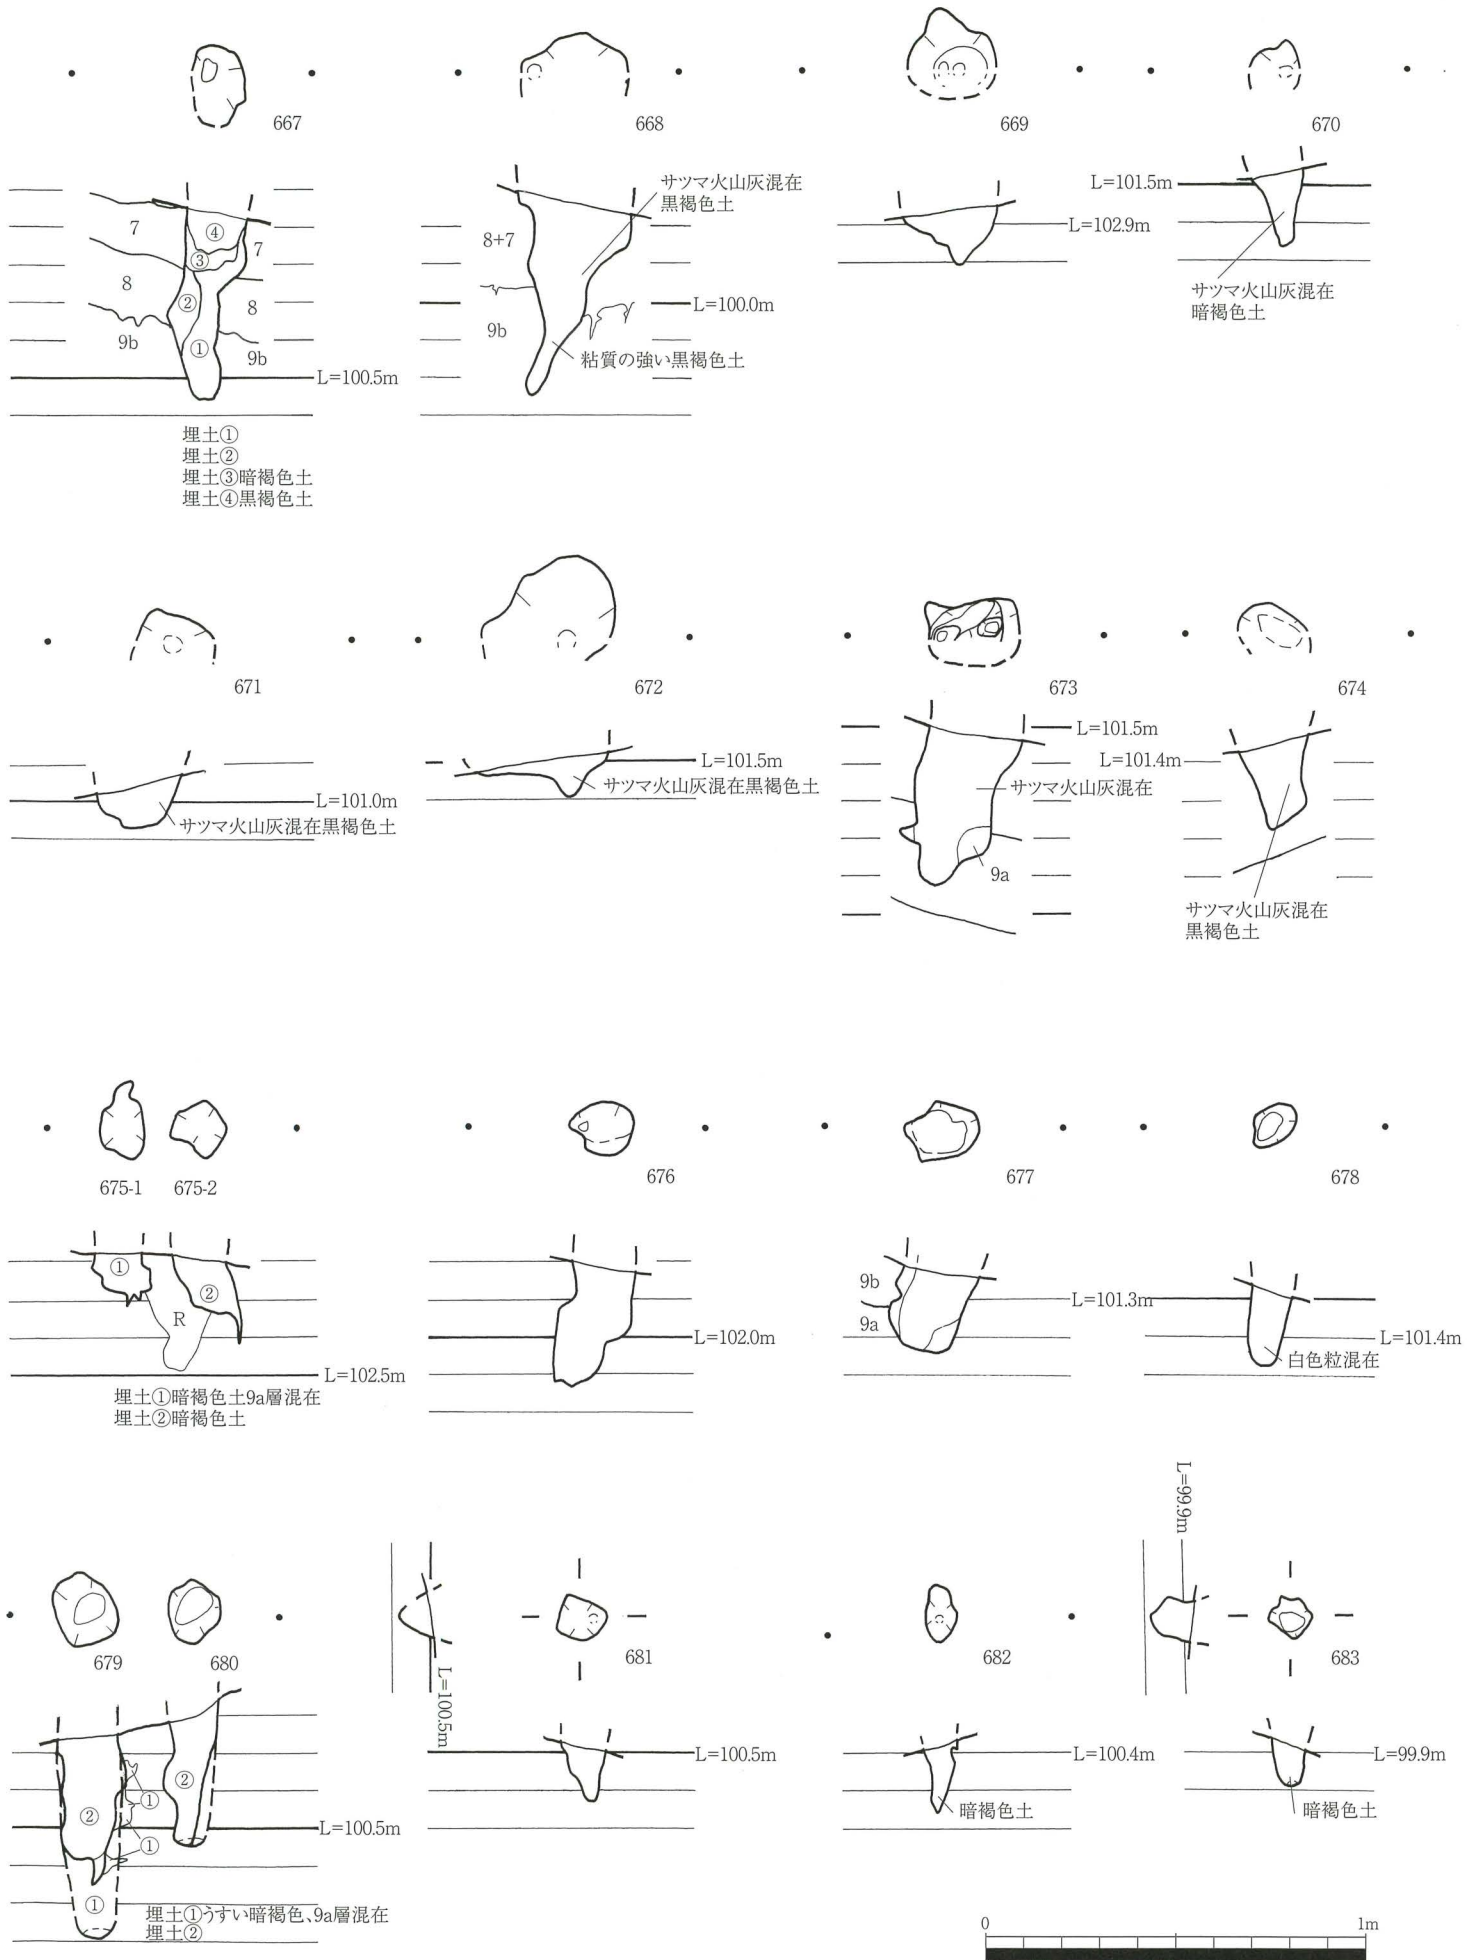 667
668
669
670
7
④
7
③
8
②
8
9b
①
9b
L=100.5m
埋土①
埋土②
埋土③暗褐色土
埋土④黒褐色土
サツマ火山灰混在
黒褐色土
8+7
L=100.0m
9b
粘質の強い黒褐色土
L=102.9m
L=101.5m
サツマ火山灰混在
暗褐色土
671
672
673
674
L=101.0m
サツマ火山灰混在黒褐色土
L=101.5m
サツマ火山灰混在黒褐色土
L=101.5m
サツマ火山灰混在
9a
L=101.4m
サツマ火山灰混在
黒褐色土
675-1
675-2
676
677
678
①
②
R
L=102.5m
埋土①暗褐色土9a層混在
埋土②暗褐色土
L=102.0m
9b
9a
L=101.3m
L=101.4m
白色粒混在
679
680
681
682
683
②
①
②
①
L=100.5m
①
埋土①うすい暗褐色、9a層混在
埋土②
L=100.5m
L=100.5m
L=100.4m
暗褐色土
L=99.9m
L=99.9m
暗褐色土
0
1m